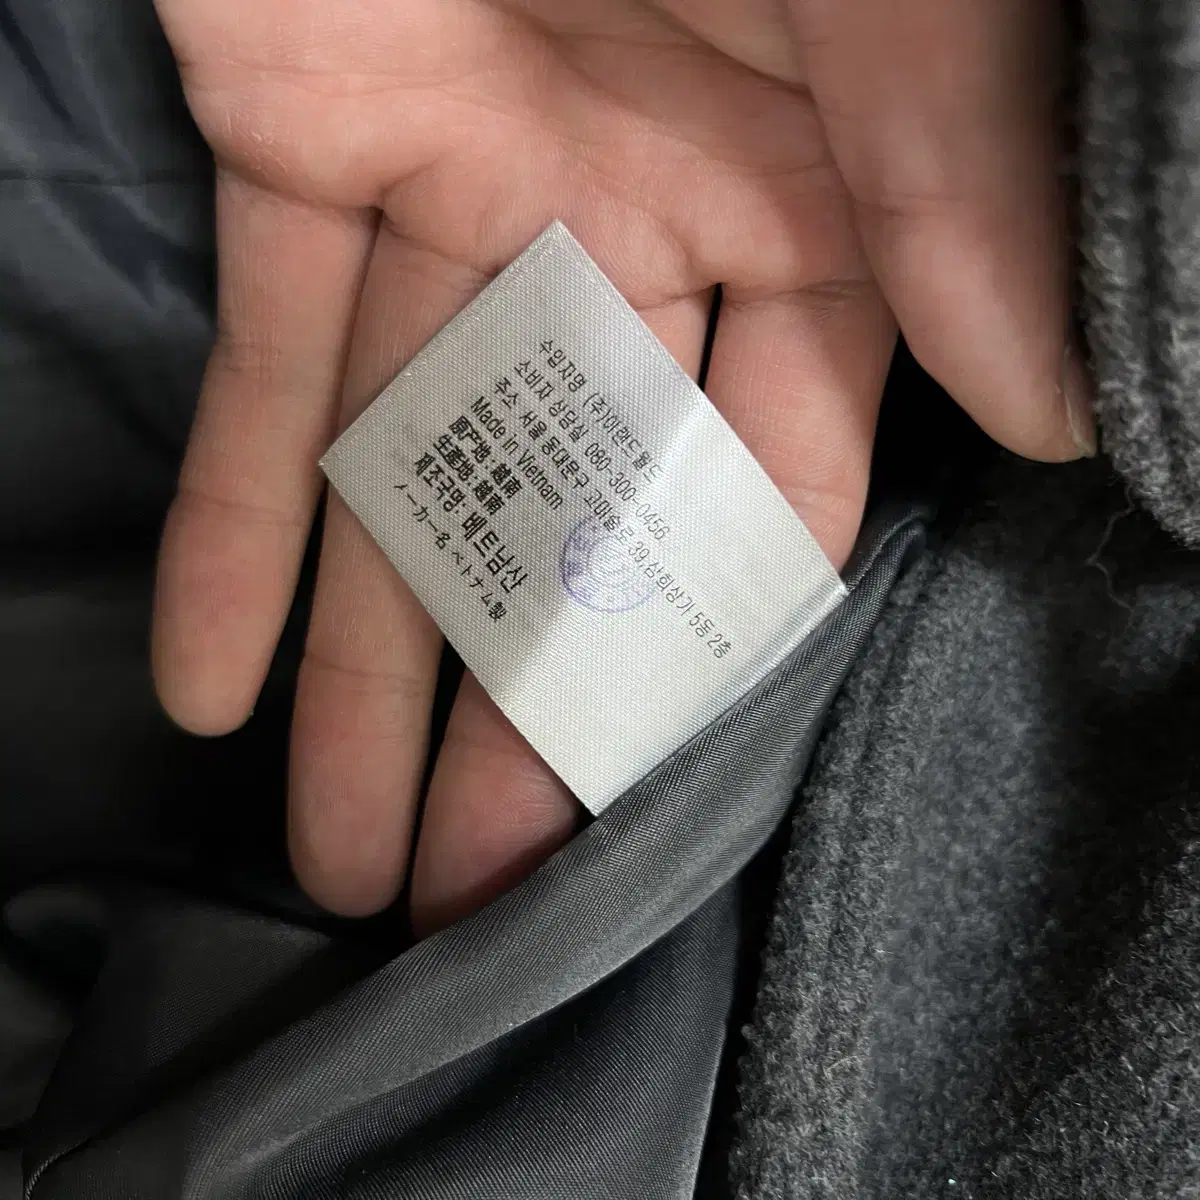 수입자명 (주)이랜드월드
소비자 상담실 080-300-0456
주소 서울 동대문구 고미술로 39,삼희상가 5동 2층
Made in Vietnam
原产地: 越南
生産地: 越南
제조국명: 베트남산
メーカー名 ベトナム製